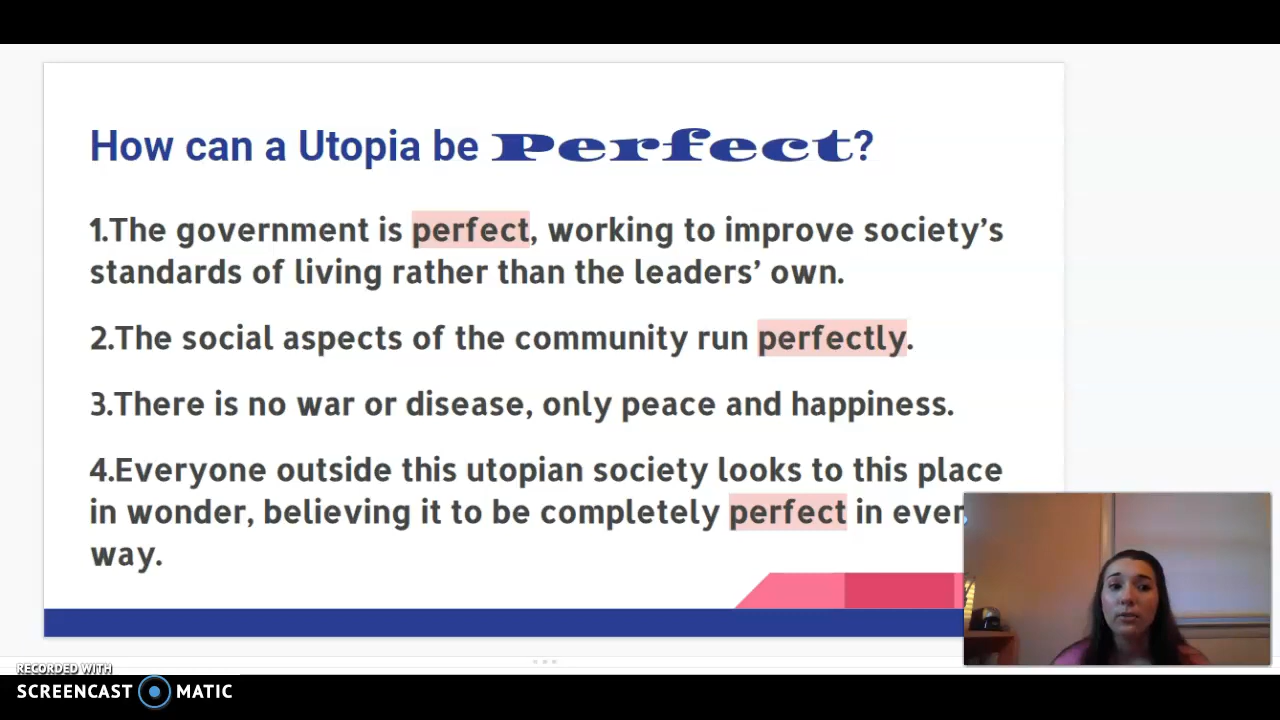 How can a Utopia be Perfect?
1.The government is perfect, working to improve society’s
standards of living rather than the leaders’ own.
2.The social aspects of the community run perfectly.
3.There is no war or disease, only peace and happiness.
4.Everyone outside this utopian society looks to this place
in wonder, believing it to be completely perfect in ever
way.
RECORDED WITH
SCREENCAST MATIC